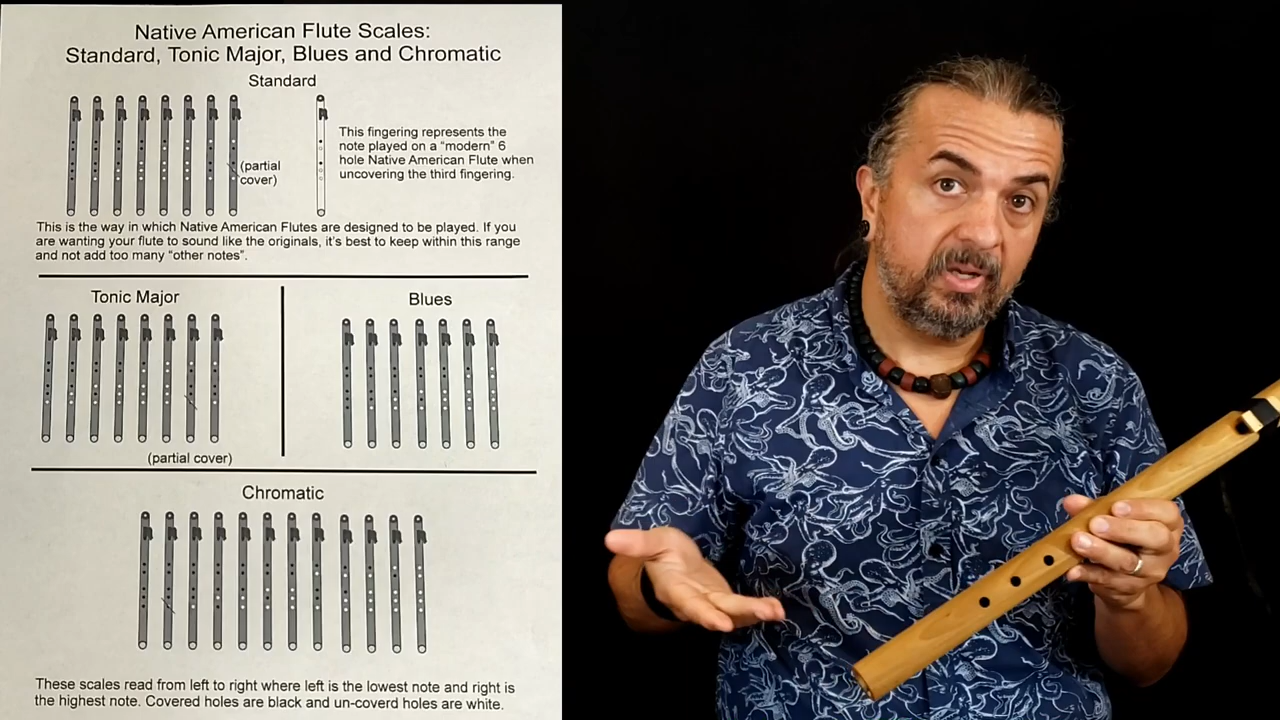 Native American Flute Scales:
Standard, Tonic Major, Blues and Chromatic
Standard
(partial
cover)
This fingering represents the
note played on a “modern” 6
hole Native American Flute when
uncovering the third fingering.
This is the way in which Native American Flutes are designed to be played. If you
are wanting your flute to sound like the originals, it’s best to keep within this range
and not add too many “other notes”.
Tonic Major
(partial cover)
Blues
Chromatic
These scales read from left to right where left is the lowest note and right is
the highest note. Covered holes are black and un-coverd holes are white.